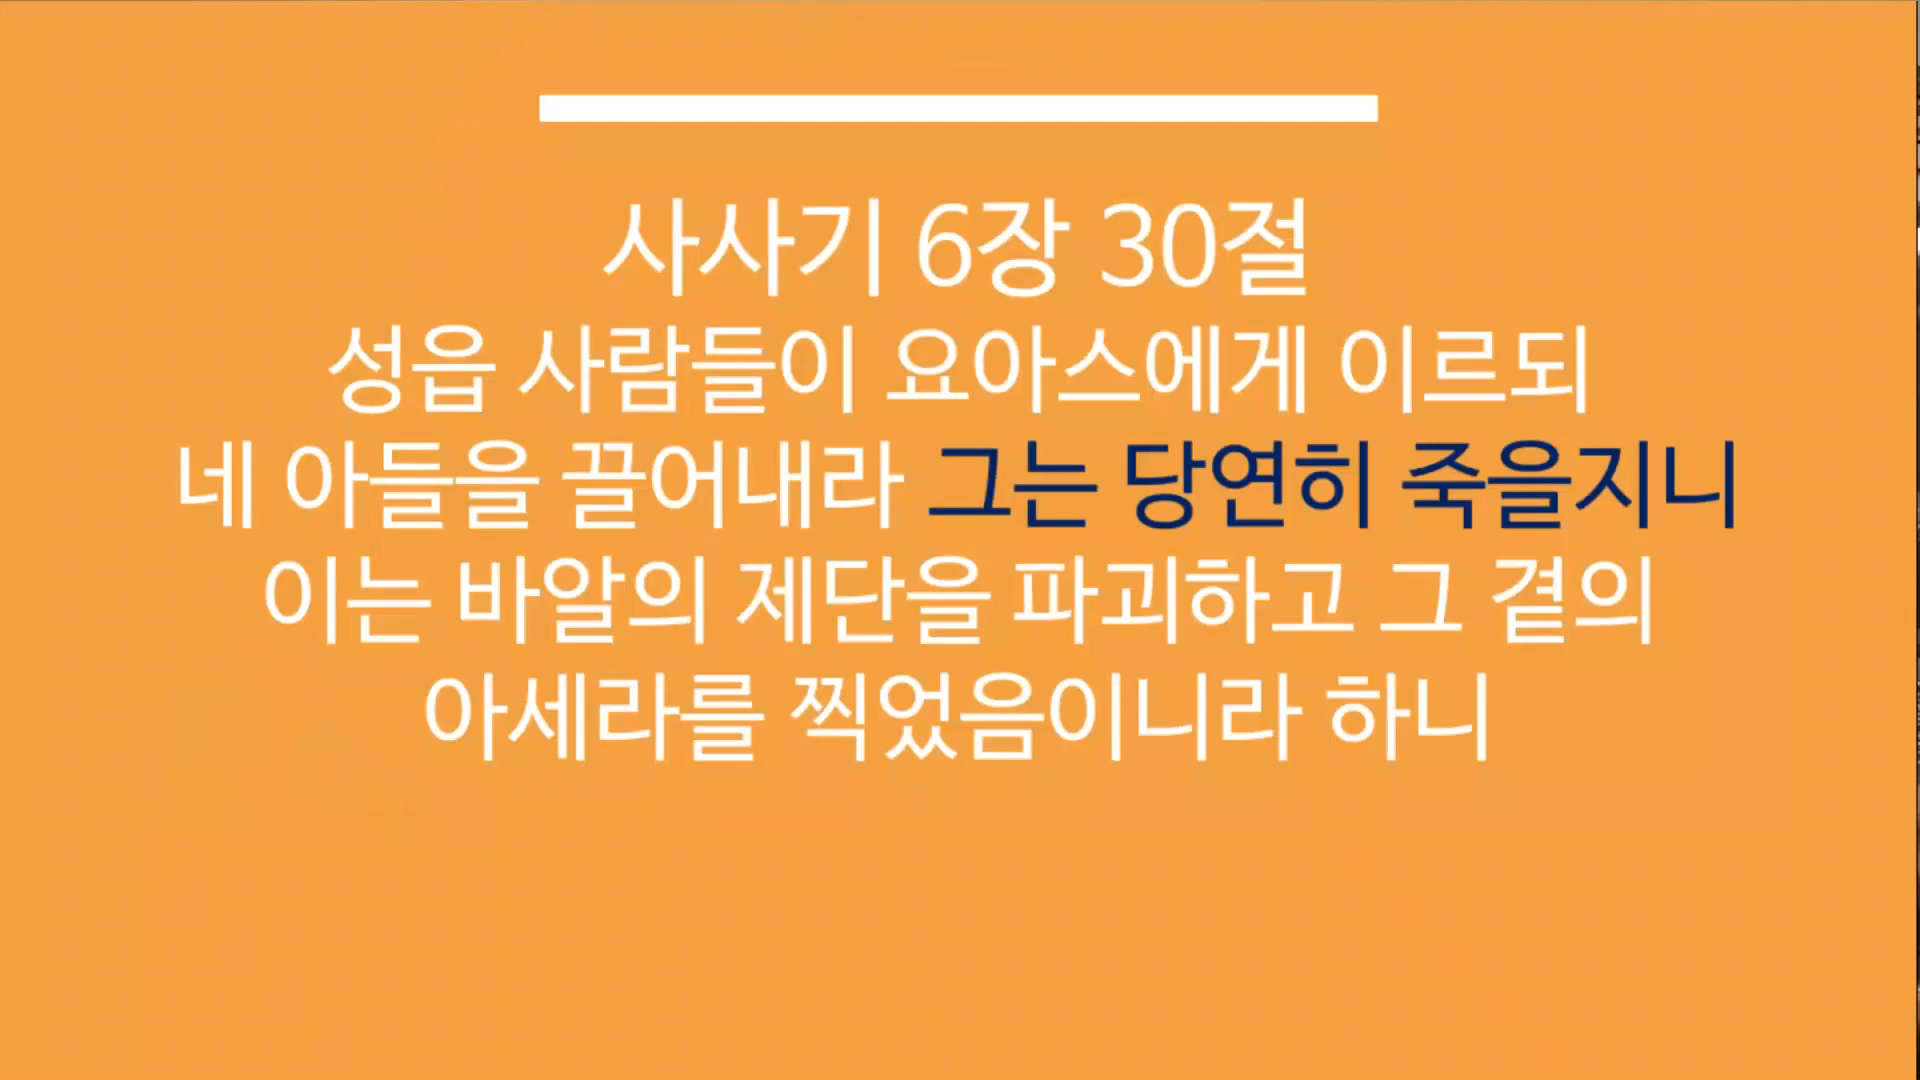 사사기 6장 30절
성읍 사람들이 요아스에게 이르되
네 아들을 끌어내라 그는 당연히 죽을지니
이는 바알의 제단을 파괴하고 그 곁의
아세라를 찍었음이니라 하니